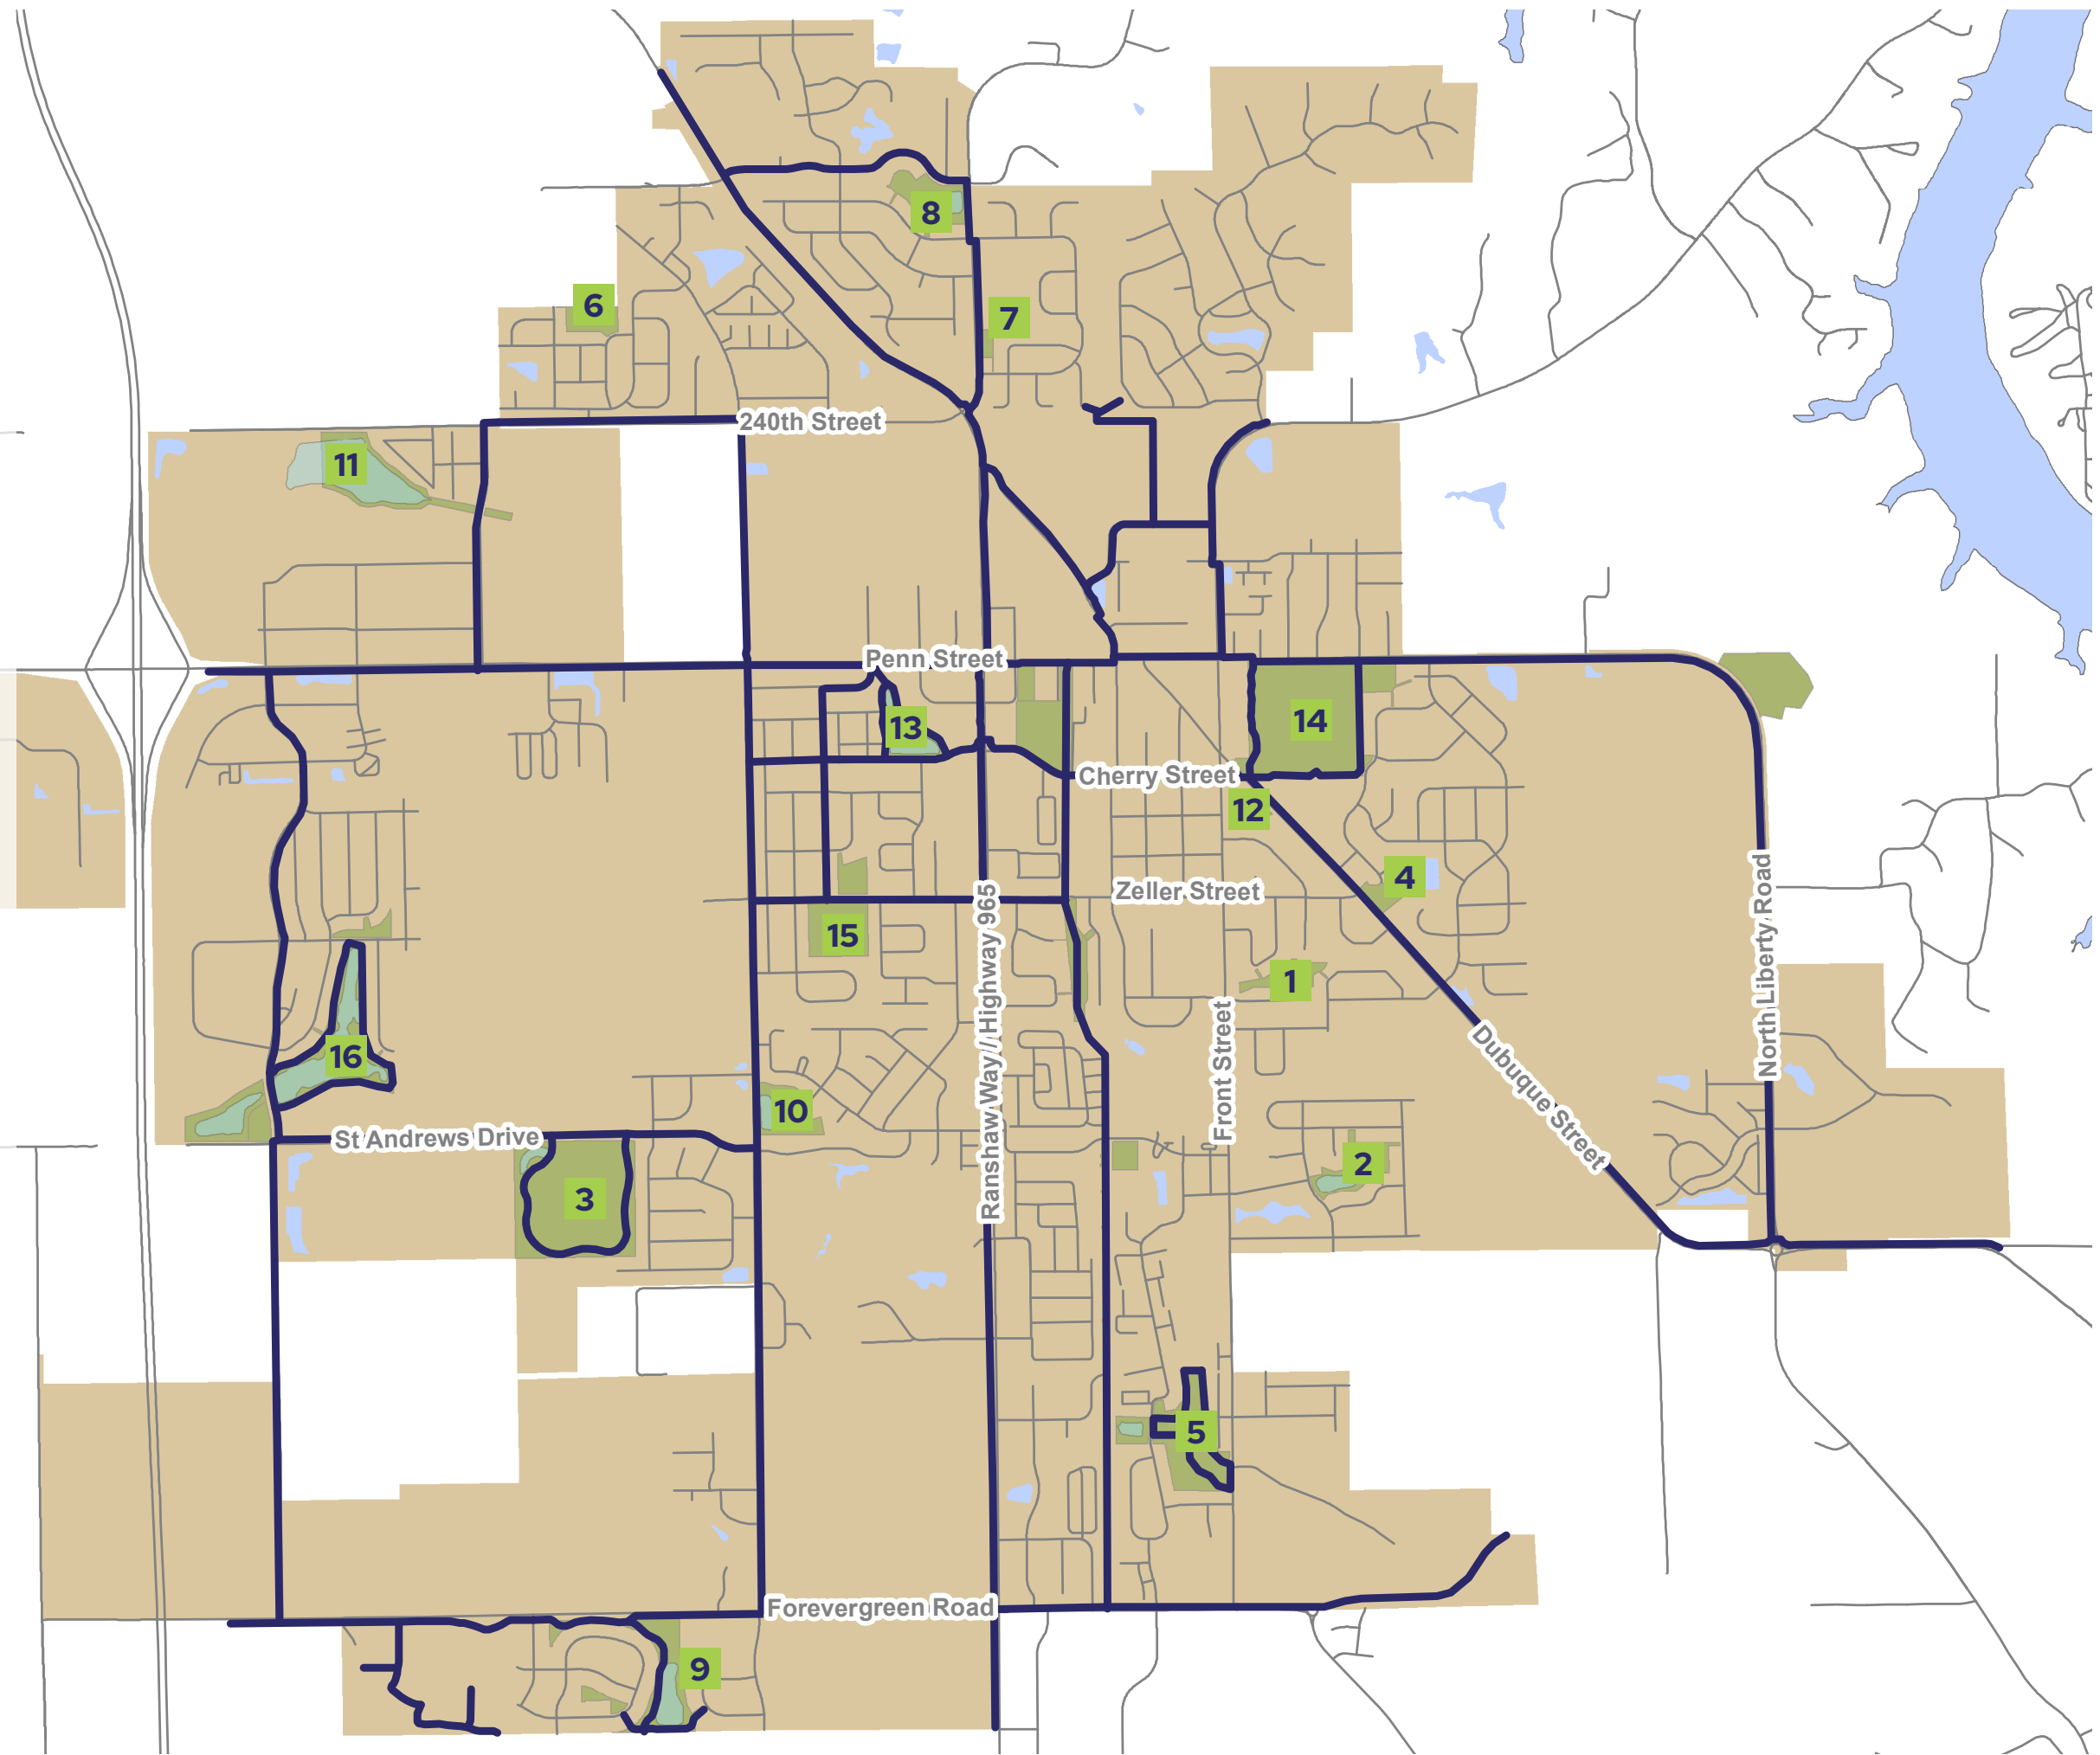 8
6
7
240th Street
11
Penn Street
13
14
Cherry Street
12
4
Zeller Street
15
Ranshaw Way//Highway 965
North Liberty Road
1
Front Street
16
Dubuque Street
10
St Andrews Drive
2
3
5
Forevergreen Road
9